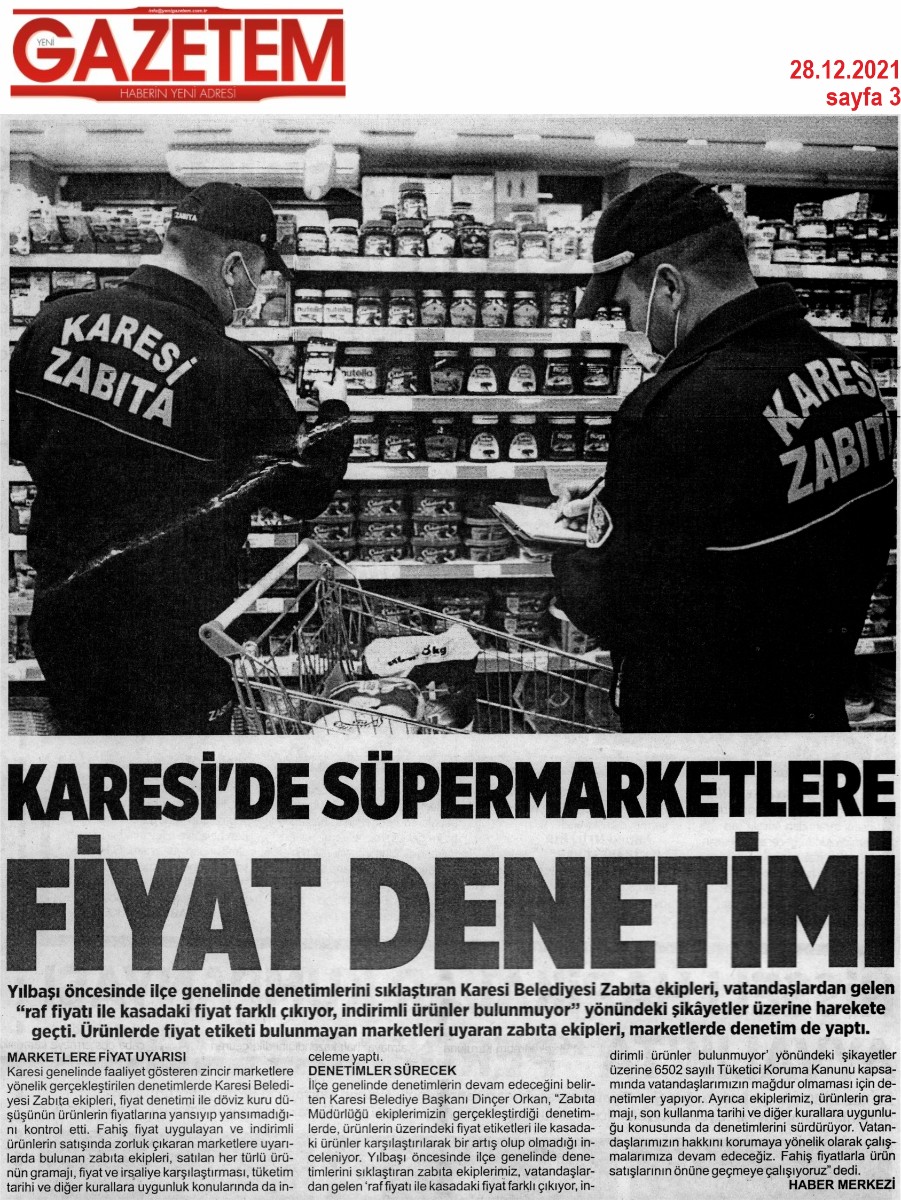 info@yenigazetem.com.tr
YENİ
GAZETEM
HABERİN YENİ ADRESİ
28.12.2021
sayfa 3
ZABITA
KARESİ
ZABITA
KARESİ
ZABITA
nutella
nutella
nutella
KARESİ'DE SÜPERMARKETLERE
FİYAT DENETİMİ
Yılbaşı öncesinde ilçe genelinde denetimlerini sıklaştıran Karesi Belediyesi Zabıta ekipleri, vatandaşlardan gelen
“raf fiyatı ile kasadaki fiyat farklı çıkıyor, indirimli ürünler bulunmuyor” yönündeki şikâyetler üzerine harekete
geçti. Ürünlerde fiyat etiketi bulunmayan marketleri uyaran zabıta ekipleri, marketlerde denetim de yaptı.
MARKETLERE FİYAT UYARISI
Karesi genelinde faaliyet gösteren zincir marketlere
yönelik gerçekleştirilen denetimlerde Karesi Beledi-
yesi Zabıta ekipleri, fiyat denetimi ile döviz kuru dü-
şüşünün ürünlerin fiyatlarına yansıyıp yansımadığı-
nı kontrol etti. Fahiş fiyat uygulayan ve indirimli
ürünlerin satışında zorluk çıkaran marketlere uyarı-
larda bulunan zabıta ekipleri, satılan her türlü ürü-
nün gramajı, fiyat ve irsaliye karşılaştırması, tüketim
tarihi ve diğer kurallara uygunluk konularında da in-
celeme yaptı.
DENETİMLER SÜRECEK
İlçe genelinde denetimlerin devam edeceğini belir-
ten Karesi Belediye Başkanı Dinçer Orkan, “Zabıta
Müdürlüğü ekiplerimizin gerçekleştirdiği denetim-
lerde, ürünlerin üzerindeki fiyat etiketleri ile kasada-
ki ürünler karşılaştırılarak bir artış olup olmadığı in-
celeniyor. Yılbaşı öncesinde ilçe genelinde dene-
timlerini sıklaştıran zabıta ekiplerimiz, vatandaşlar-
dan gelen ‘raf fiyatı ile kasadaki fiyat farklı çıkıyor, in-
dirimli ürünler bulunmuyor’ yönündeki şikayetler
üzerine 6502 sayılı Tüketici Koruma Kanunu kapsa-
mında vatandaşlarımızın mağdur olmaması için de-
netimler yapıyor. Ayrıca ekiplerimiz, ürünlerin gra-
majı, son kullanma tarihi ve diğer kurallara uygunlu-
ğu konusunda da denetimlerini sürdürüyor. Vatan-
daşlarımızın hakkını korumaya yönelik olarak çalış-
malarımıza devam edeceğiz. Fahiş fiyatlarla ürün
satışlarının önüne geçmeye çalışıyoruz” dedi.
HABER MERKEZİ